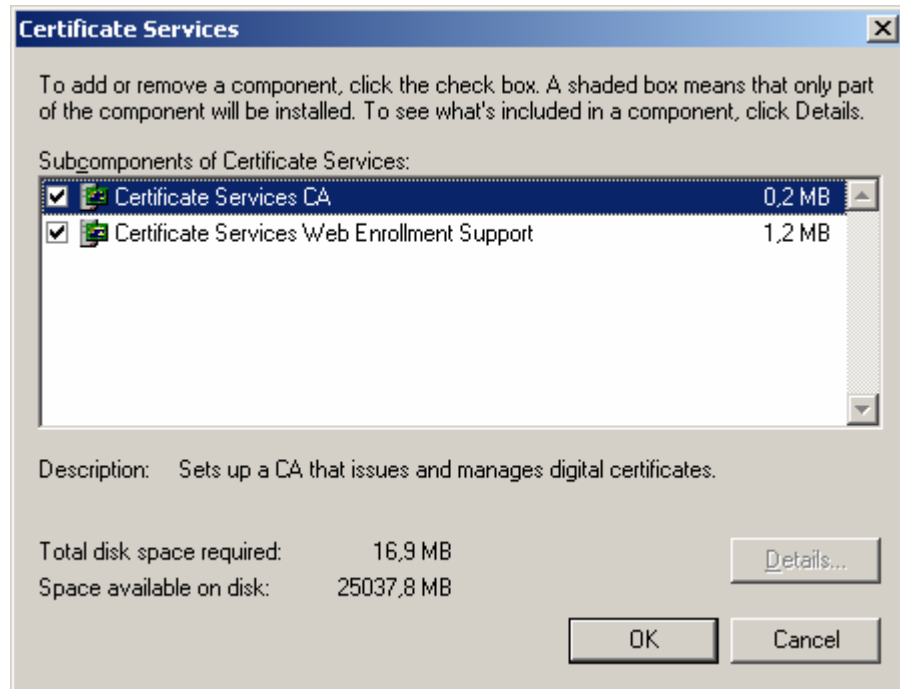 Certificate Services
To add or remove a component, click the check box. A shaded box means that only part
of the component will be installed. To see what's included in a component, click Details.
Subcomponents of Certificate Services:
Certificate Services CA 0,2 MB
Certificate Services Web Enrollment Support 1,2 MB
Description: Sets up a CA that issues and manages digital certificates.
Total disk space required: 16,9 MB
Space available on disk: 25037,8 MB
Details...
OK Cancel